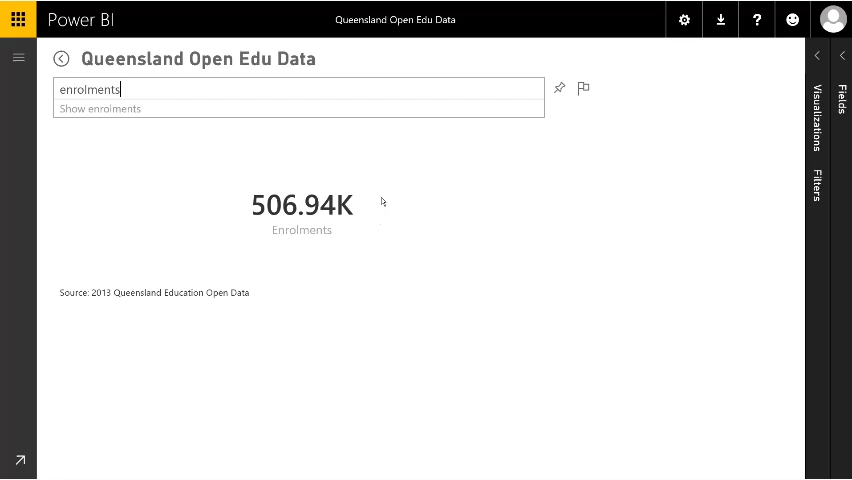 Power BI
Queensland Open Edu Data
?
Queensland Open Edu Data
enrolments
Show enrolments
Visualizations
Filters
Fields
506.94K
Enrolments
Source: 2013 Queensland Education Open Data